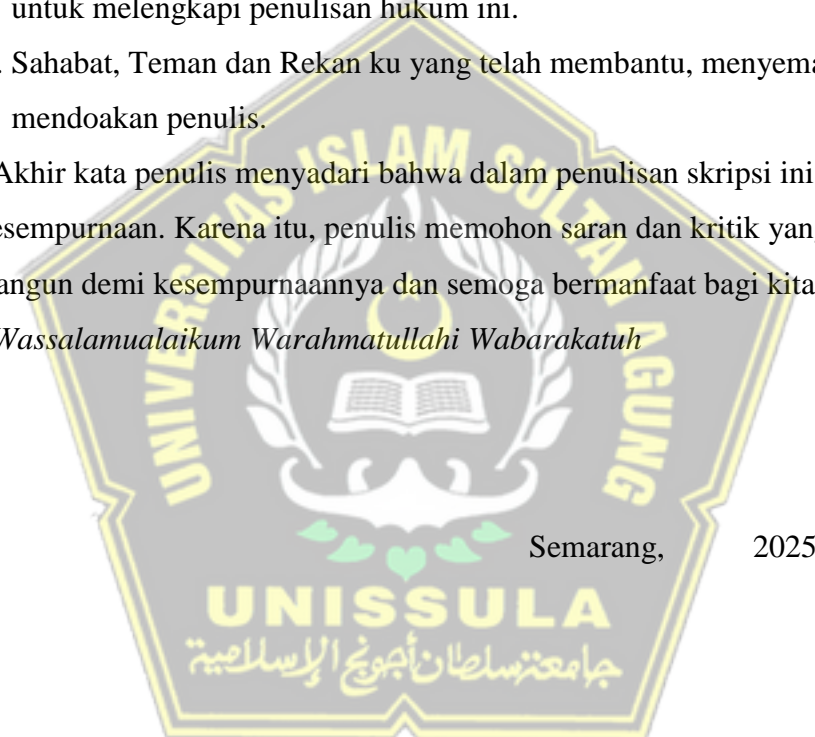 untuk melengkapi penulisan hukum ini.
. Sahabat, Teman dan Rekan ku yang telah membantu, menyema
mendoakan penulis.
Akhir kata penulis menyadari bahwa dalam penulisan skripsi ini
esempurnaan. Karena itu, penulis memohon saran dan kritik yang
angun demi kesempurnaannya dan semoga bermanfaat bagi kita
Wassalamualaikum Warahmatullahi Wabarakatuh
UNIVERSITAS ISLAM SULTAN AGUNG
Semarang, 2025
UNISSULA
جامعة سلطان أجونج الإسلامية